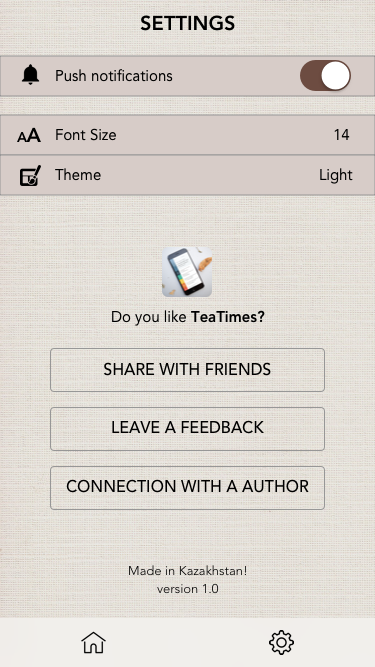 SETTINGS
Push notifications
AA Font Size 14
Theme Light
Do you like TeaTimes?
SHARE WITH FRIENDS
LEAVE A FEEDBACK
CONNECTION WITH A AUTHOR
Made in Kazakhstan!
version 1.0